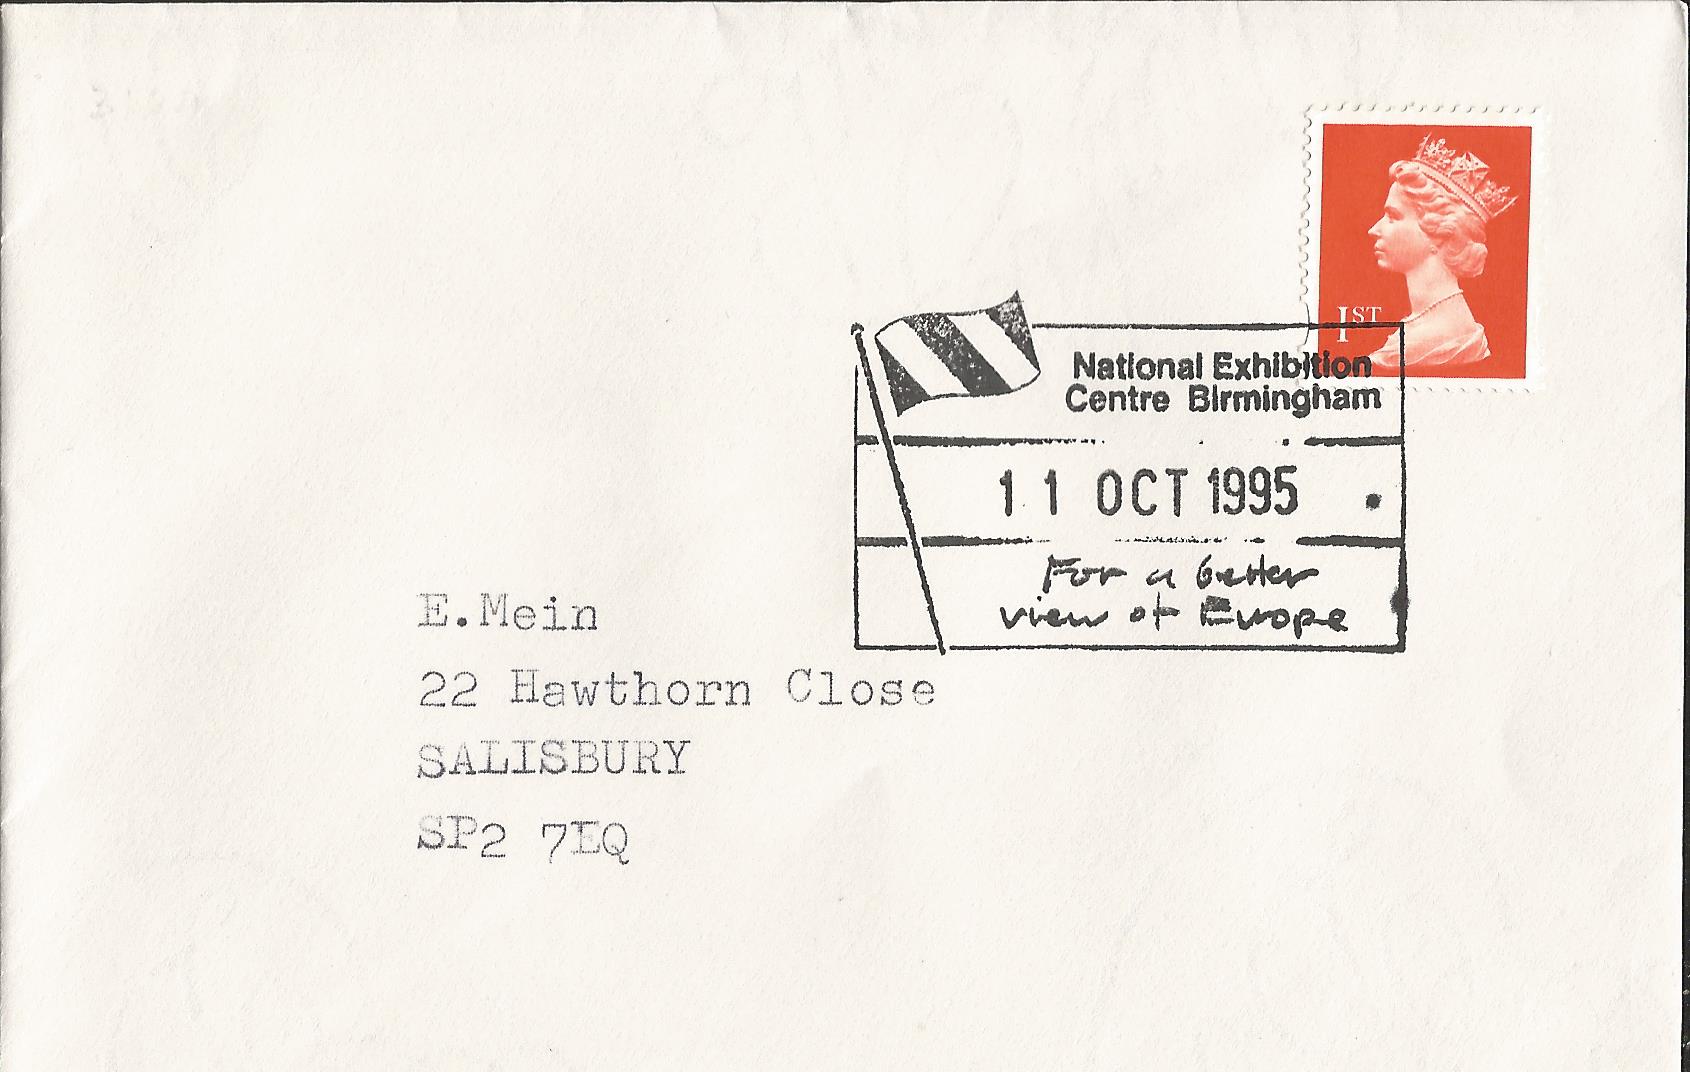 1ST
National Exhibition
Centre Birmingham
11 OCT 1995
For a better
view of Europe
E.Mein
22 Hawthorn Close
SALISBURY
SP2 7EQ